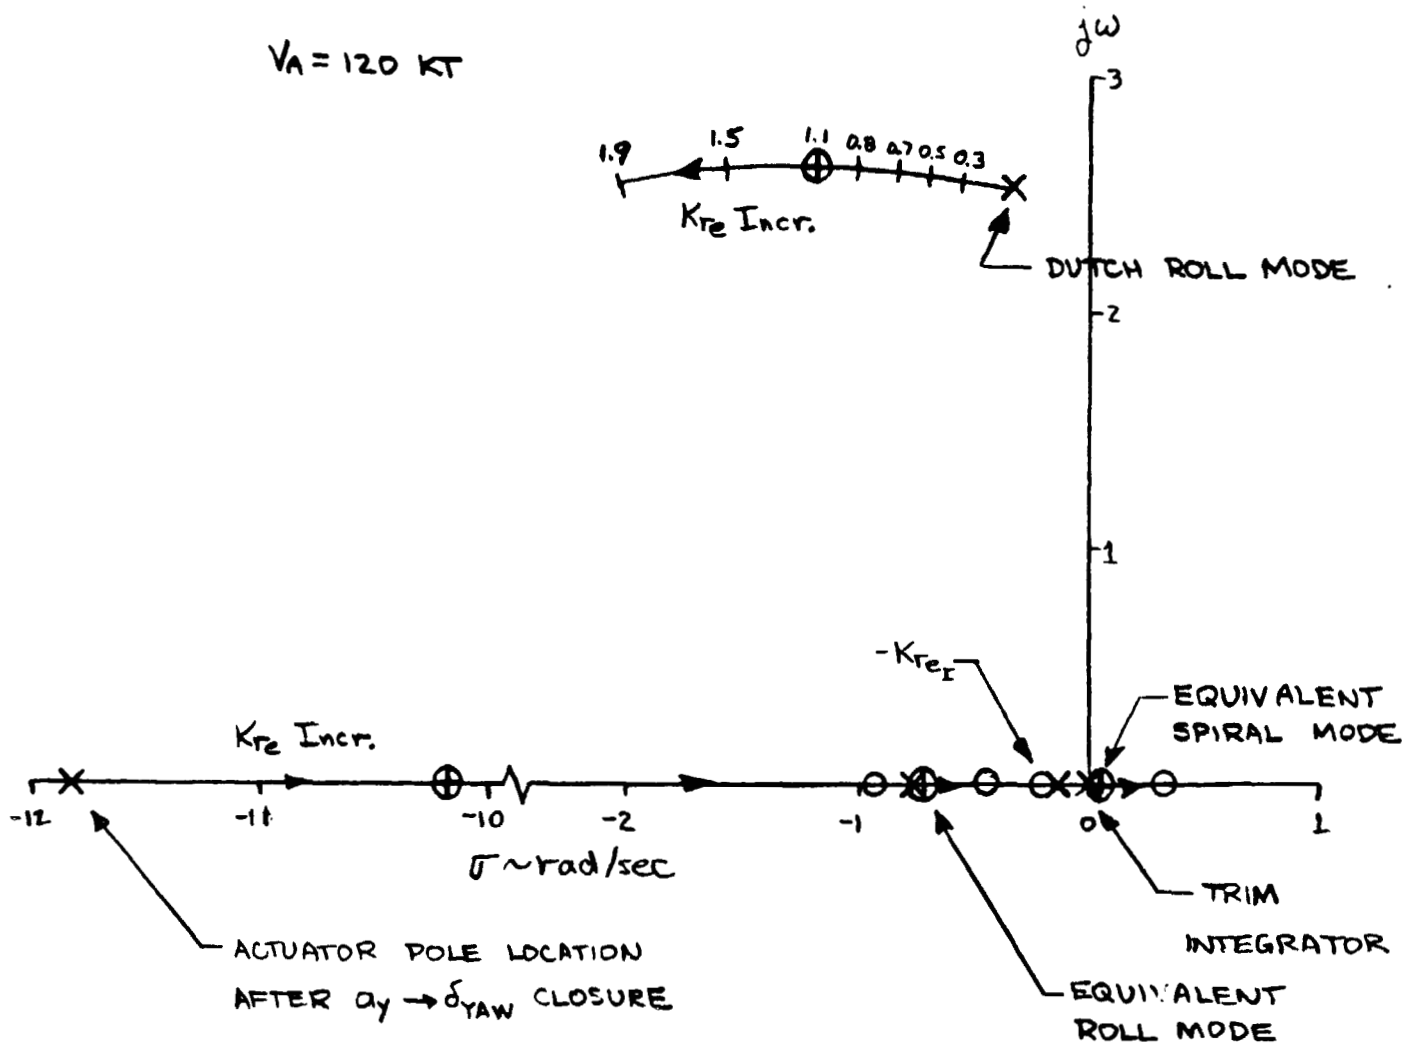 jω
V_A = 120 KT
3
1.9 1.5 1.1 0.8 0.7 0.5 0.3
K_re Incr.
DUTCH ROLL MODE
2
1
-K_re_I
EQUIVALENT
SPIRAL MODE
K_re Incr.
-12 -11 -10 -2 -1 0 1
σ~rad/sec
TRIM
INTEGRATOR
ACTUATOR POLE LOCATION
AFTER a_y → δ_YAW CLOSURE
EQUIVALENT
ROLL MODE